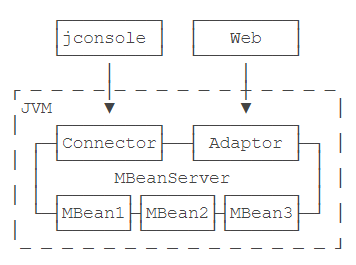 jconsole Web
JVM
Connector Adaptor
MBeanServer
MBean1 MBean2 MBean3